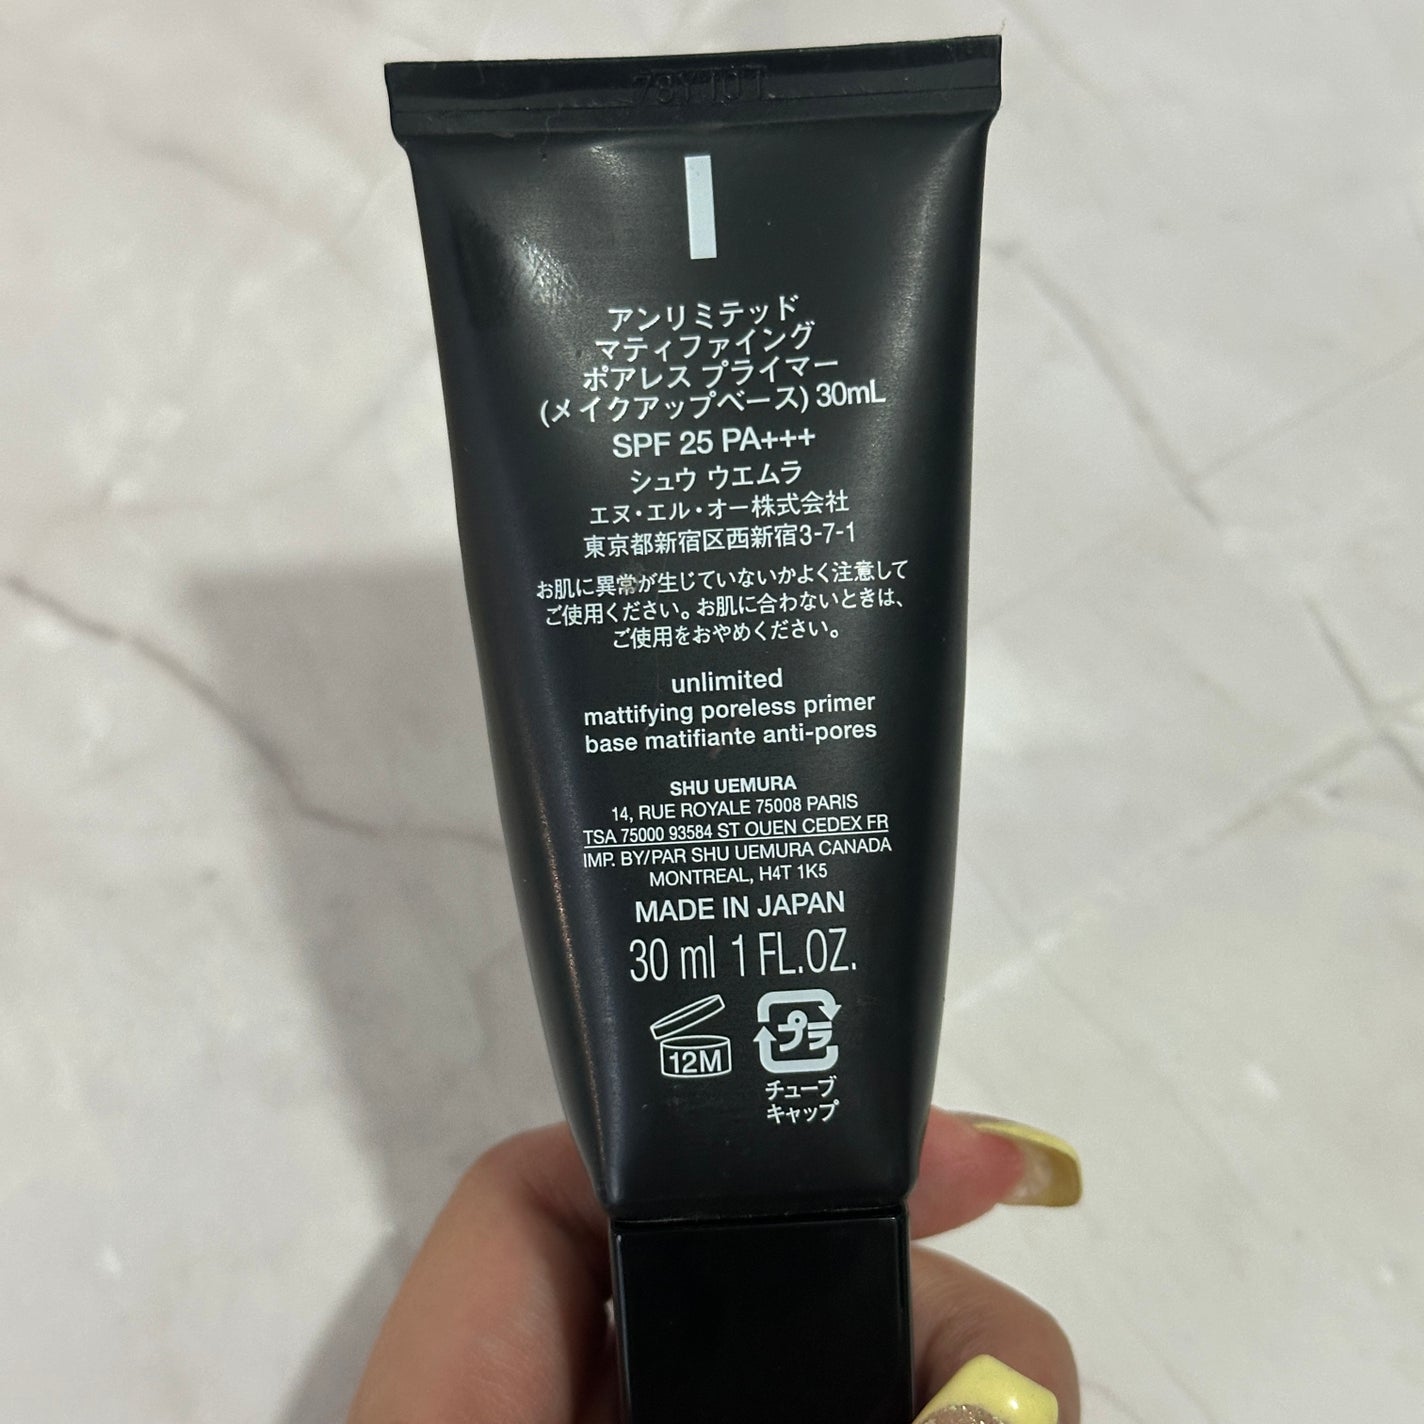 アンリミテッド
マティファイング
ポアレス プライマー
(メイクアップベース) 30mL
SPF 25 PA+++
シュウ ウエムラ
エヌ・エル・オー株式会社
東京都新宿区西新宿3-7-1
お肌に異常が生じていないかよく注意して
ご使用ください。お肌に合わないときは、
ご使用をおやめください。
unlimited
mattifying poreless primer
base matifiante anti-pores
SHU UEMURA
14, RUE ROYALE 75008 PARIS
TSA 75000 93584 ST OUEN CEDEX FR
IMP. BY/PAR SHU UEMURA CANADA
MONTREAL, H4T 1K5
MADE IN JAPAN
30 ml 1 FL.OZ.
12M
プラ
チューブ
キャップ